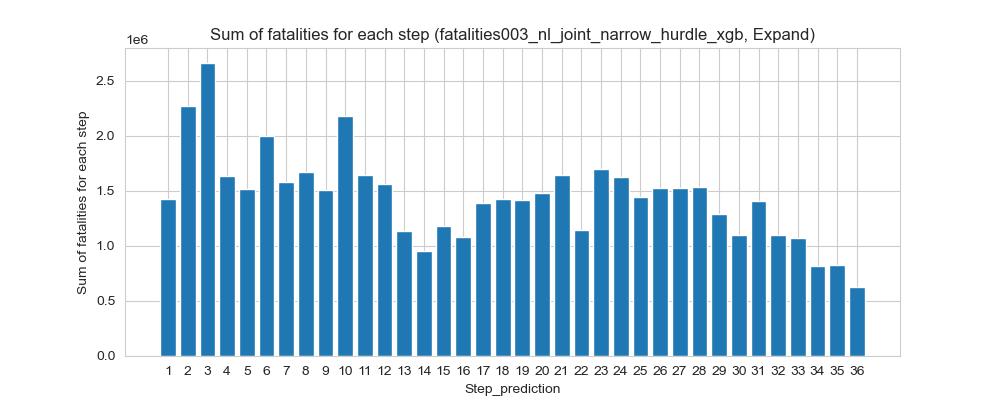 Sum of fatalities for each step (fatalities003_nl_joint_narrow_hurdle_xgb, Expand)
1e6
2.5
2.0
1.5
1.0
0.5
0.0
Sum of fatalities for each step
1 2 3 4 5 6 7 8 9 10 11 12 13 14 15 16 17 18 19 20 21 22 23 24 25 26 27 28 29 30 31 32 33 34 35 36
Step_prediction